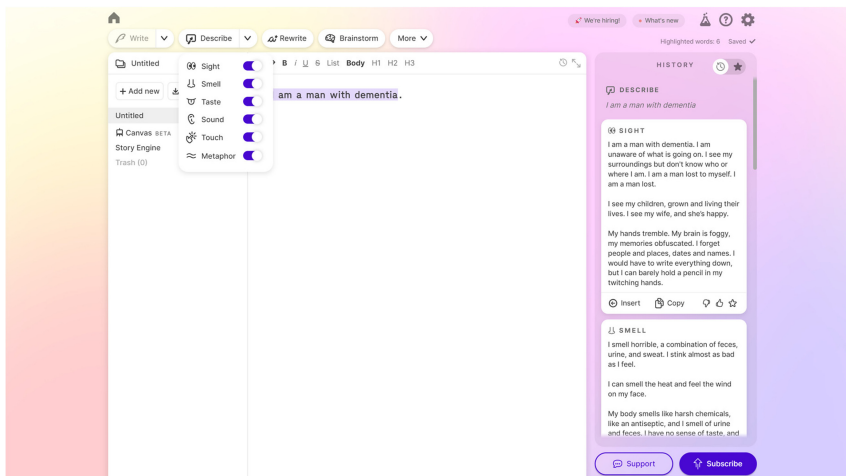 We're hiring!
What's new
Write
Describe
Rewrite
Brainstorm
More
Highlighted words: 6 Saved
Untitled
B I U S List Body H1 H2 H3
+ Add new
Untitled
Canvas BETA
Story Engine
Trash (0)
Sight
Smell
Taste
Sound
Touch
Metaphor
am a man with dementia.
HISTORY
DESCRIBE
I am a man with dementia
SIGHT
I am a man with dementia. I am
unaware of what is going on. I see my
surroundings but don't know who or
where I am. I am a man lost to myself. I
am a man lost.
I see my children, grown and living their
lives. I see my wife, and she's happy.
My hands tremble. My brain is foggy,
my memories obfuscated. I forget
people and places, dates and names. I
would have to write everything down,
but I can barely hold a pencil in my
twitching hands.
Insert Copy
SMELL
I smell horrible, a combination of feces,
urine, and sweat. I stink almost as bad
as I feel.
I can smell the heat and feel the wind
on my face.
My body smells like harsh chemicals,
like an antiseptic, and I smell of urine
and feces. I have no sense of taste, and
Support
Subscribe